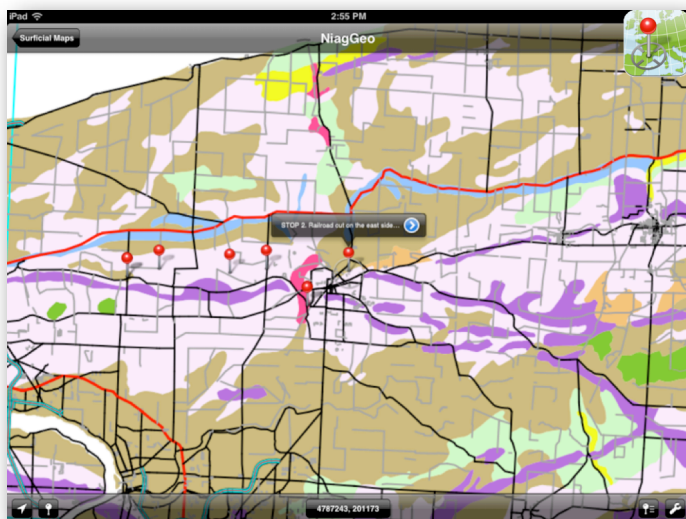 iPad
2:55 PM
Surficial Maps
NiagGeo
STOP 2. Railroad cut on the east side...
4787243, 201173